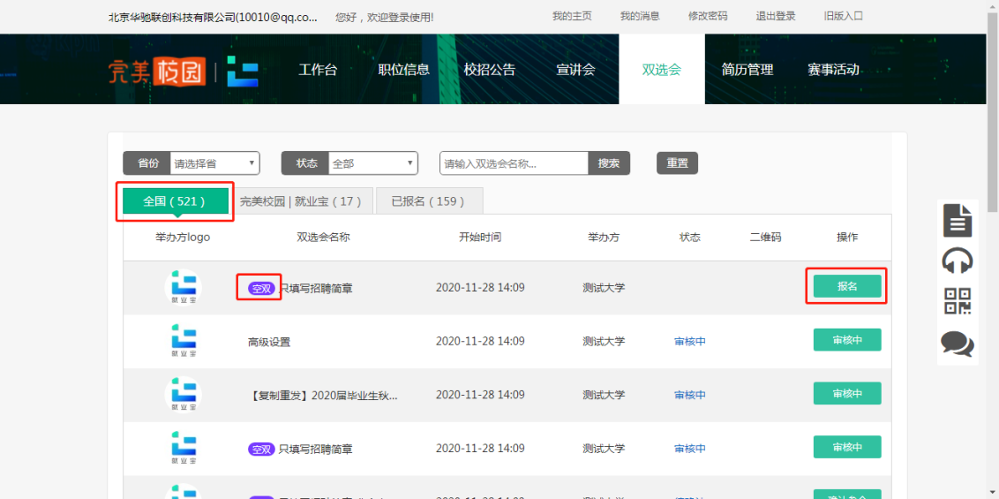 北京华驰联创科技有限公司(10010@qq.co... 您好，欢迎登录使用! 我的主页 我的消息 修改密码 退出登录 旧版入口
完美校园 工作台 职位信息 校招公告 宣讲会 双选会 简历管理 赛事活动
省份 请选择省 状态 全部 请输入双选会名称... 搜索 重置
全国（521） 完美校园 | 就业宝（17） 已报名（159）
举办方logo 双选会名称 开始时间 举办方 状态 二维码 操作
就业宝 空双 只填写招聘简章 2020-11-28 14:09 测试大学 报名
就业宝 高级设置 2020-11-28 14:09 测试大学 审核中 审核中
就业宝 【复制重发】2020届毕业生秋... 2020-11-28 14:09 测试大学 审核中 审核中
就业宝 空双 只填写招聘简章 2020-11-28 14:09 测试大学 审核中 审核中